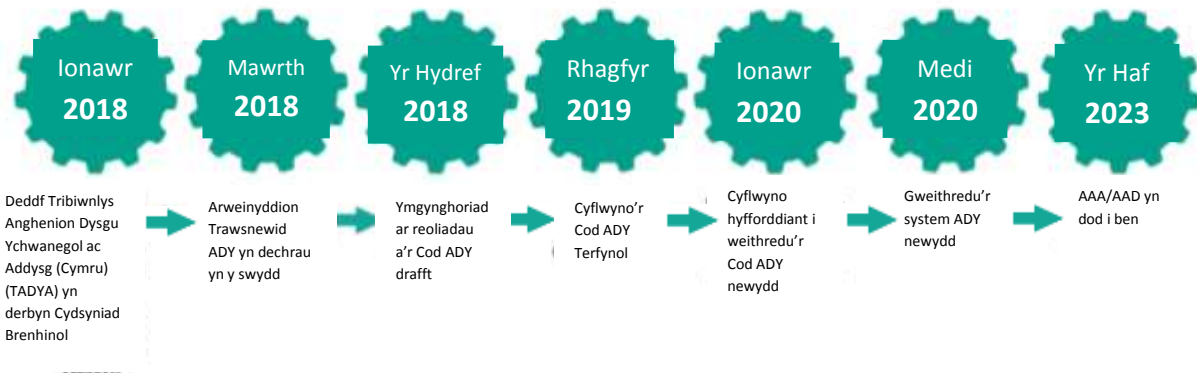 Ionawr
2018
Mawrth
2018
Yr Hydref
2018
Rhagfyr
2019
Ionawr
2020
Medi
2020
Yr Haf
2023
Deddf Tribiwnlys
Anghenion Dysgu
Ychwanegol ac
Addysg (Cymru)
(TADYA) yn
derbyn Cydsyniad
Brenhinol
Arweinyddion
Trawsnewid
ADY yn dechrau
yn y swydd
Ymgynghoriad
ar reoliadau
a'r Cod ADY
drafft
Cyflwyno'r
Cod ADY
Terfynol
Cyflwyno
hyfforddiant i
weithredu'r
Cod ADY
newydd
Gweithredu'r
system ADY
newydd
AAA/AAD yn
dod i ben